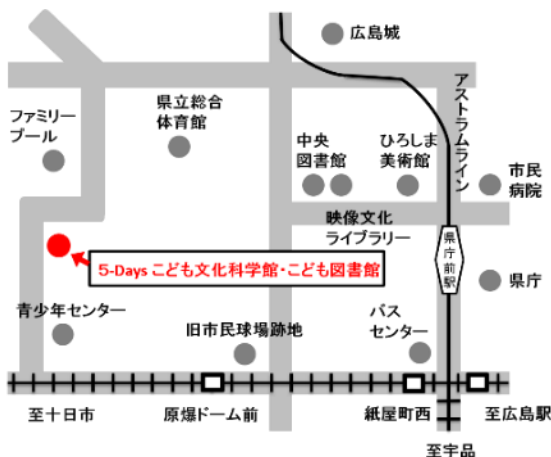 広島城
アストラムライン
ファミリー
プール
県立総合
体育館
中央
図書館
ひろしま
美術館
市民
病院
映像文化
ライブラリー
県庁前駅
5-Days こども文化科学館・こども図書館
県庁
青少年センター
旧市民球場跡地
バス
センター
至十日市
原爆ドーム前
紙屋町西
至広島駅
至宇品